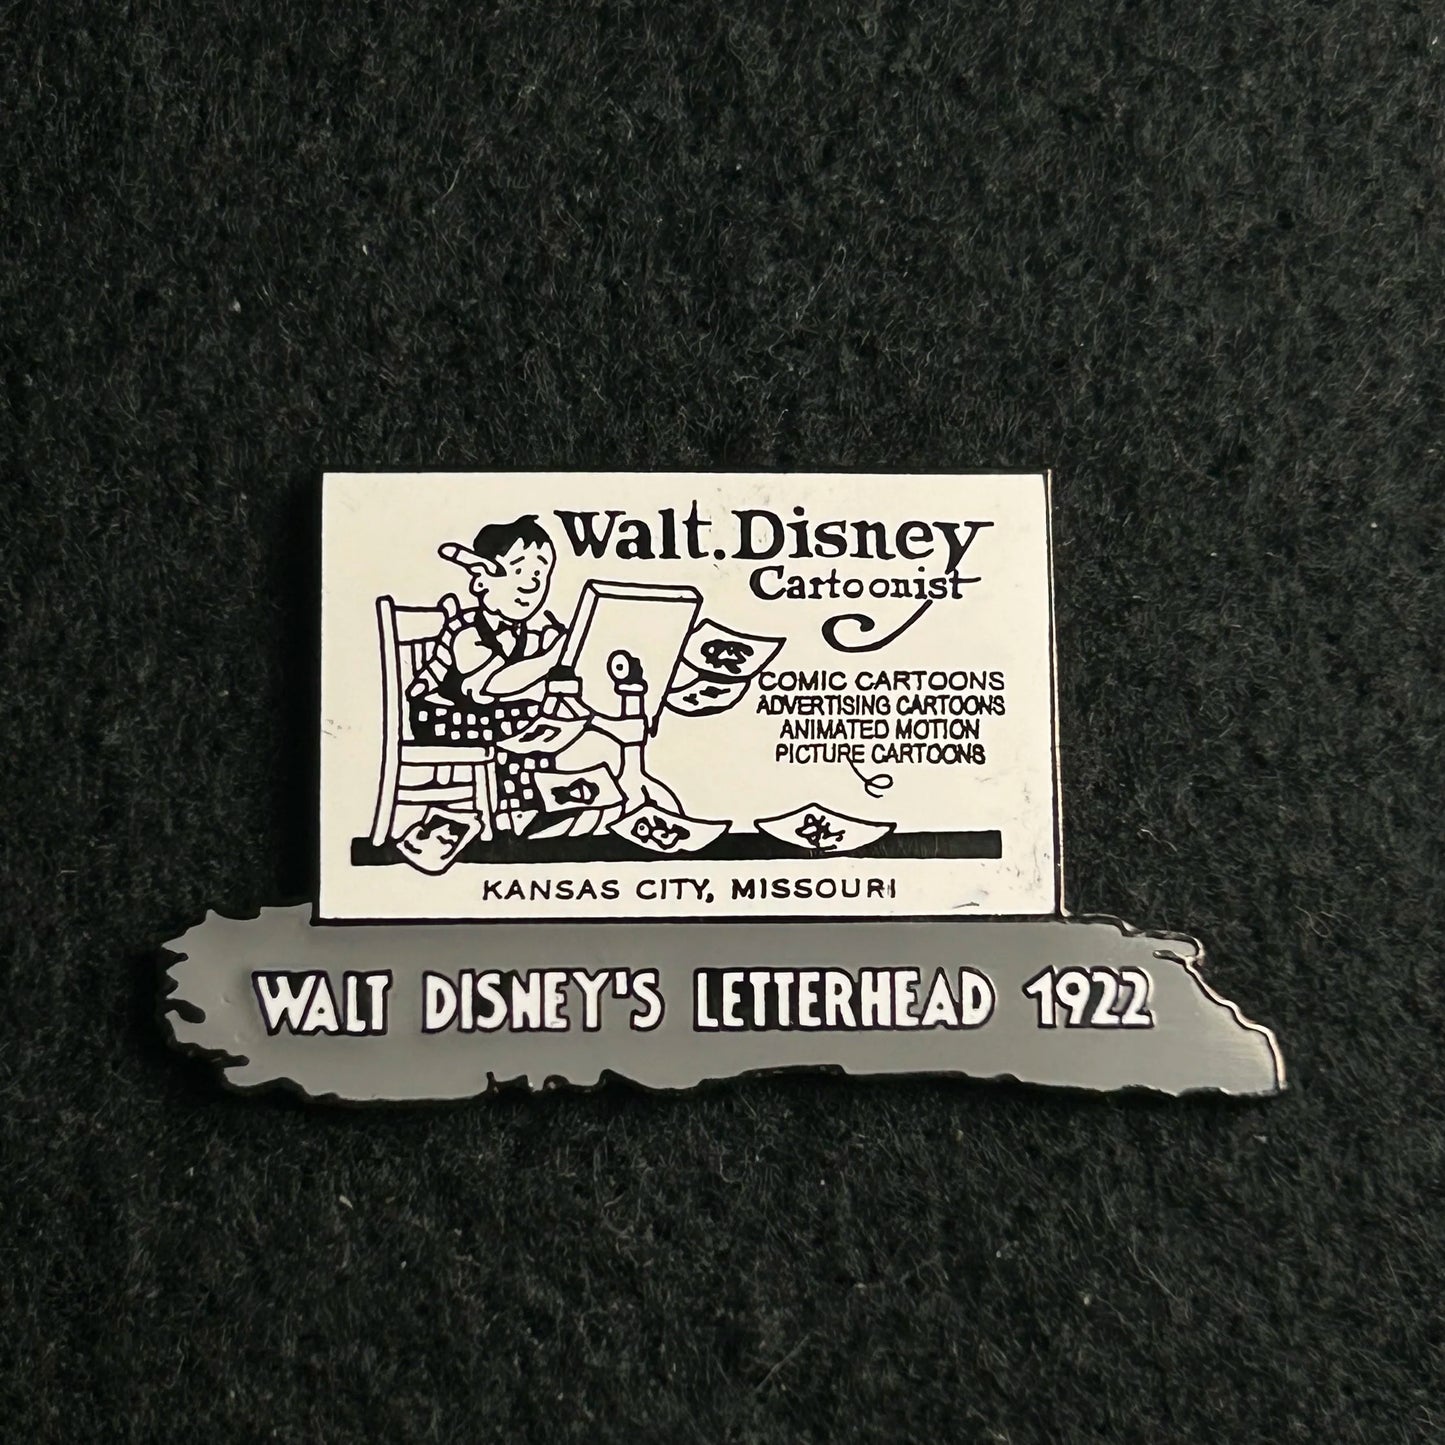 Walt. Disney
Cartoonist
COMIC CARTOONS
ADVERTISING CARTOONS
ANIMATED MOTION
PICTURE CARTOONS
KANSAS CITY, MISSOURI
WALT DISNEY'S LETTERHEAD 1922